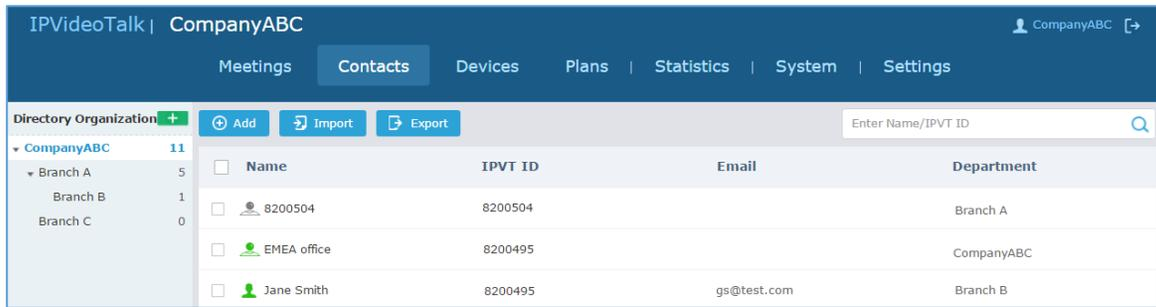 IPVideoTalk | CompanyABC
CompanyABC
Meetings Contacts Devices Plans | Statistics | System | Settings
Directory Organization +
Add Import Export
Enter Name/IPVT ID
CompanyABC 11
Branch A 5
Branch B 1
Branch C 0
Name IPVT ID Email Department
8200504 8200504 Branch A
EMEA office 8200495 CompanyABC
Jane Smith 8200495 gs@test.com Branch B